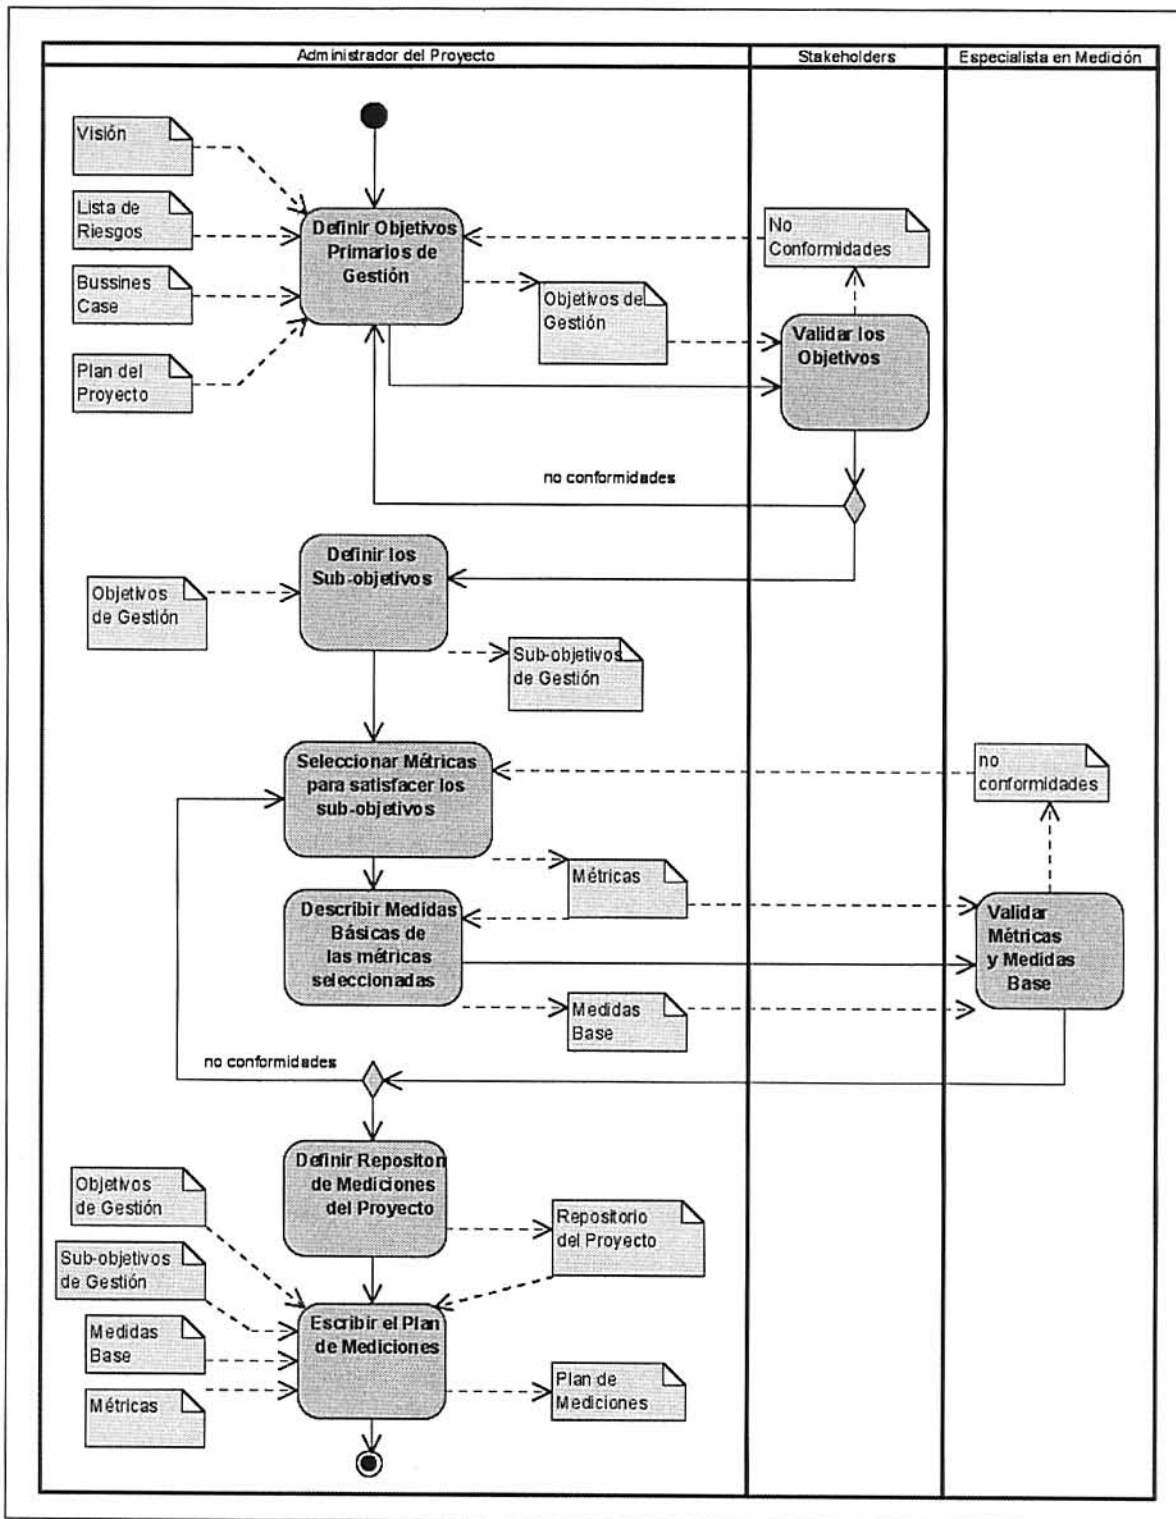 Administrador del Proyecto
Stakeholders
Especialista en Medición
Visión
Lista de
Riesgos
Bussines
Case
Plan del
Proyecto
Definir Objetivos
Primarios de
Gestión
Objetivos de
Gestión
No
Conformidades
Validar los
Objetivos
no conformidades
Definir los
Sub-objetivos
Objetivos
de Gestión
Sub-objetivos
de Gestión
Seleccionar Métricas
para satisfacer los
sub-objetivos
no
conformidades
Métricas
Describir Medidas
Básicas de
las métricas
seleccionadas
Validar
Métricas
y Medidas
Base
Medidas
Base
no conformidades
Definir Repositon
de Mediciones
del Proyecto
Objetivos
de Gestión
Repositorio
del Proyecto
Sub-objetivos
de Gestión
Escribir el Plan
de Mediciones
Medidas
Base
Plan de
Mediciones
Métricas